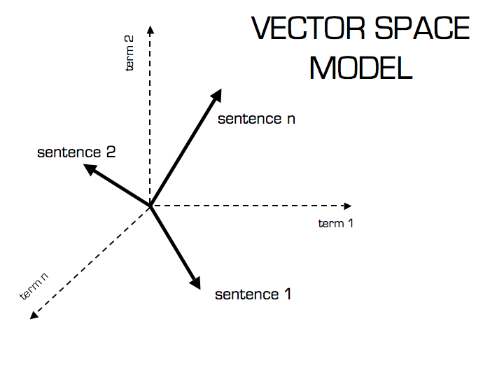 VECTOR SPACE
MODEL
term 2
sentence n
sentence 2
term 1
term n
sentence 1